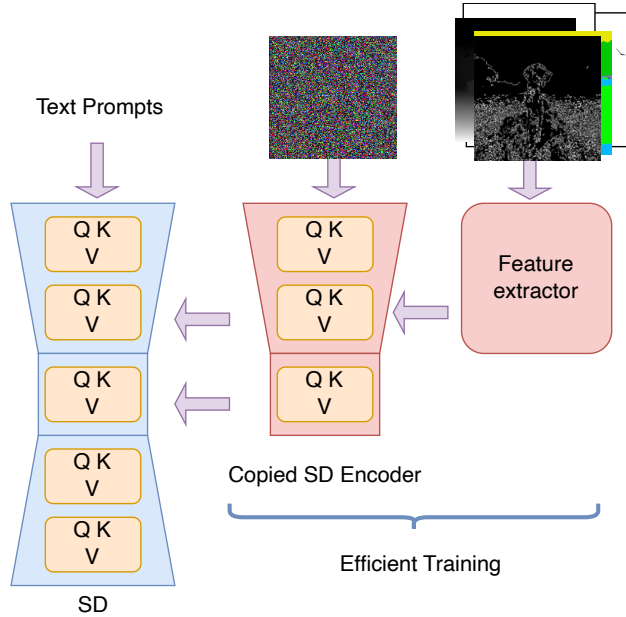 Text Prompts
Q K
V
Q K
V
Q K
V
Q K
V
Q K
V
SD
Q K
V
Q K
V
Q K
V
Copied SD Encoder
Feature
extractor
Efficient Training